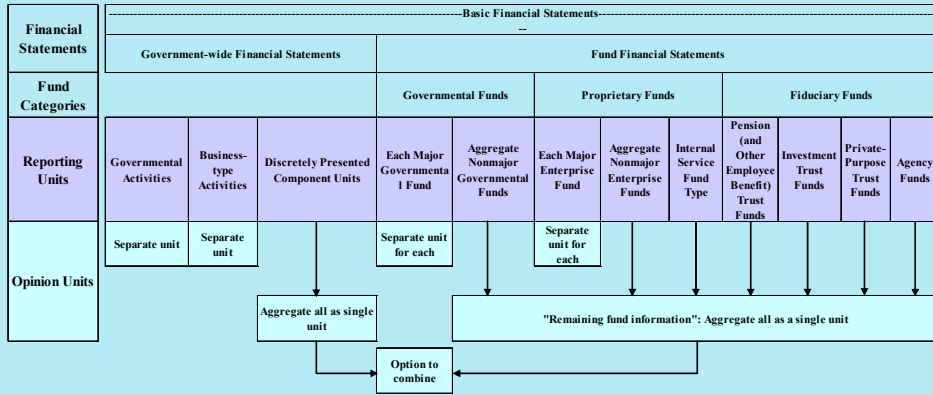 Financial
Statements
Basic Financial Statements
Government-wide Financial Statements
Fund Financial Statements
Fund
Categories
Governmental Funds
Proprietary Funds
Fiduciary Funds
Reporting
Units
Governmental
Activities
Business-
type
Activities
Discretely Presented
Component Units
Each Major
Governmenta
l Fund
Aggregate
Nonmajor
Governmental
Funds
Each Major
Enterprise
Fund
Aggregate
Nonmajor
Enterprise
Funds
Internal
Service
Fund
Type
Pension
(and
Other
Employee
Benefit)
Trust
Funds
Investment
Trust
Funds
Private-
Purpose
Trust
Funds
Agency
Funds
Opinion Units
Separate unit
Separate
unit
Separate unit
for each
Separate
unit for
each
Aggregate all as single
unit
"Remaining fund information": Aggregate all as a single unit
Option to
combine